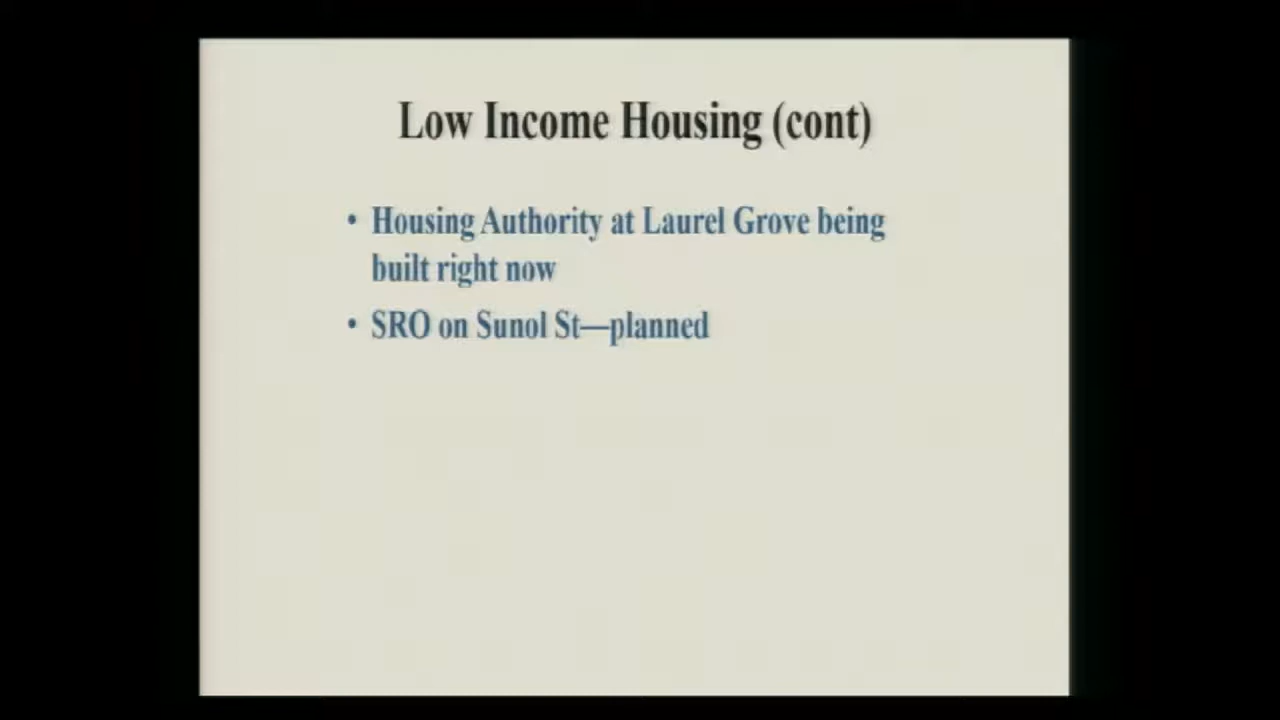 Low Income Housing (cont)
• Housing Authority at Laurel Grove being
built right now
• SRO on Sunol St—planned